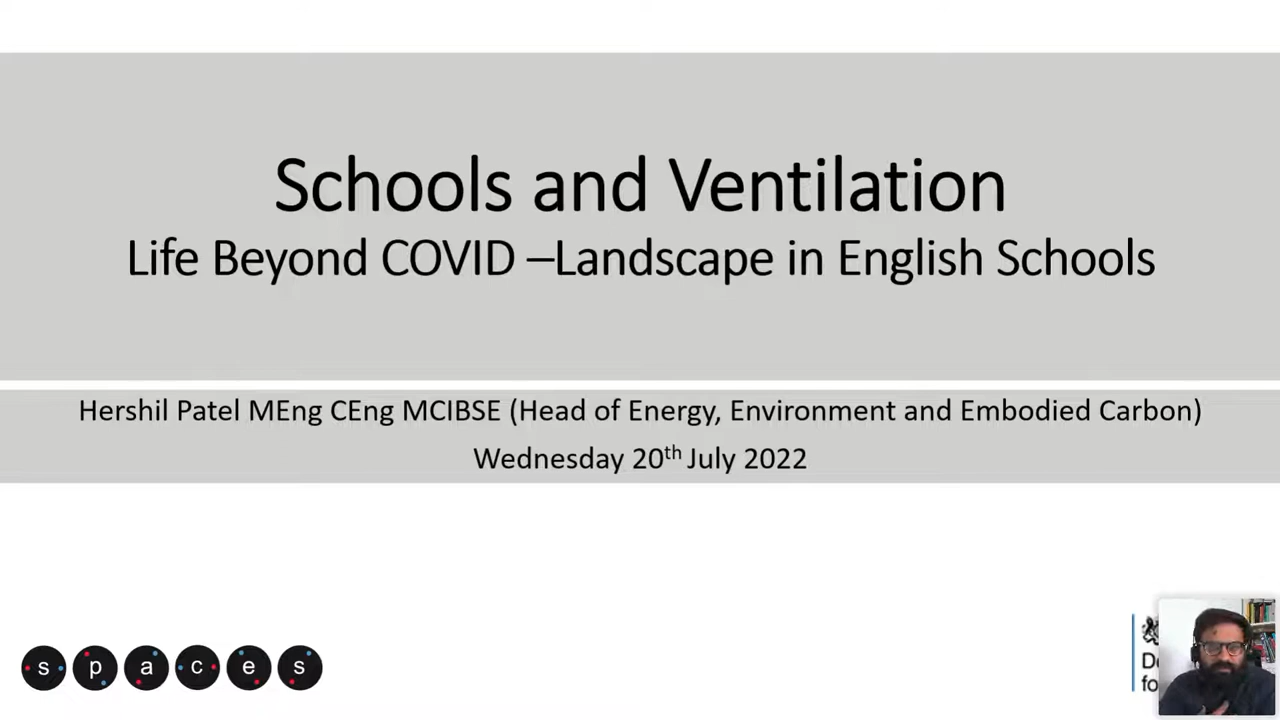 Schools and Ventilation
Life Beyond COVID –Landscape in English Schools
Hershil Patel MEng CEng MCIBSE (Head of Energy, Environment and Embodied Carbon)
Wednesday 20th July 2022
spaces